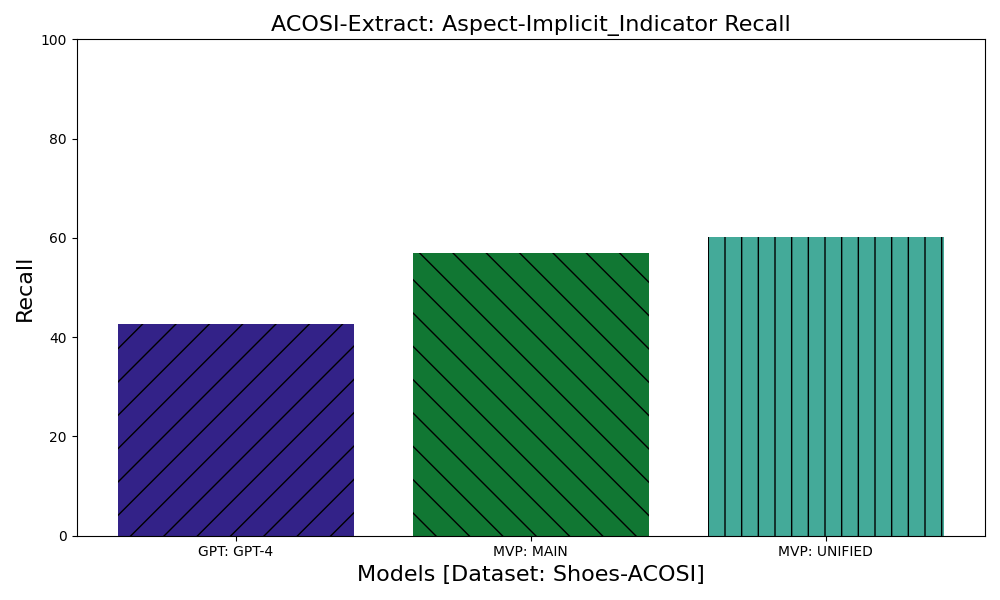 ACOSI-Extract: Aspect-Implicit_Indicator Recall
100
80
60
40
20
0
Recall
GPT: GPT-4
MVP: MAIN
MVP: UNIFIED
Models [Dataset: Shoes-ACOSI]